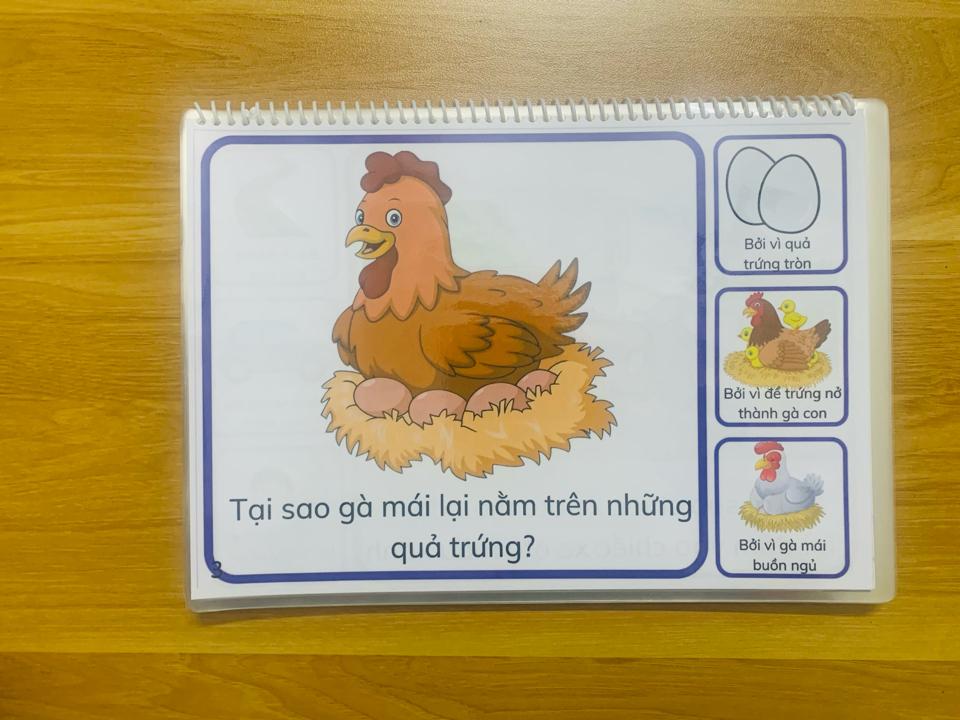 Tại sao gà mái lại nằm trên những
quả trứng?
3
Bởi vì quả
trứng tròn
Bởi vì để trứng nở
thành gà con
Bởi vì gà mái
buồn ngủ